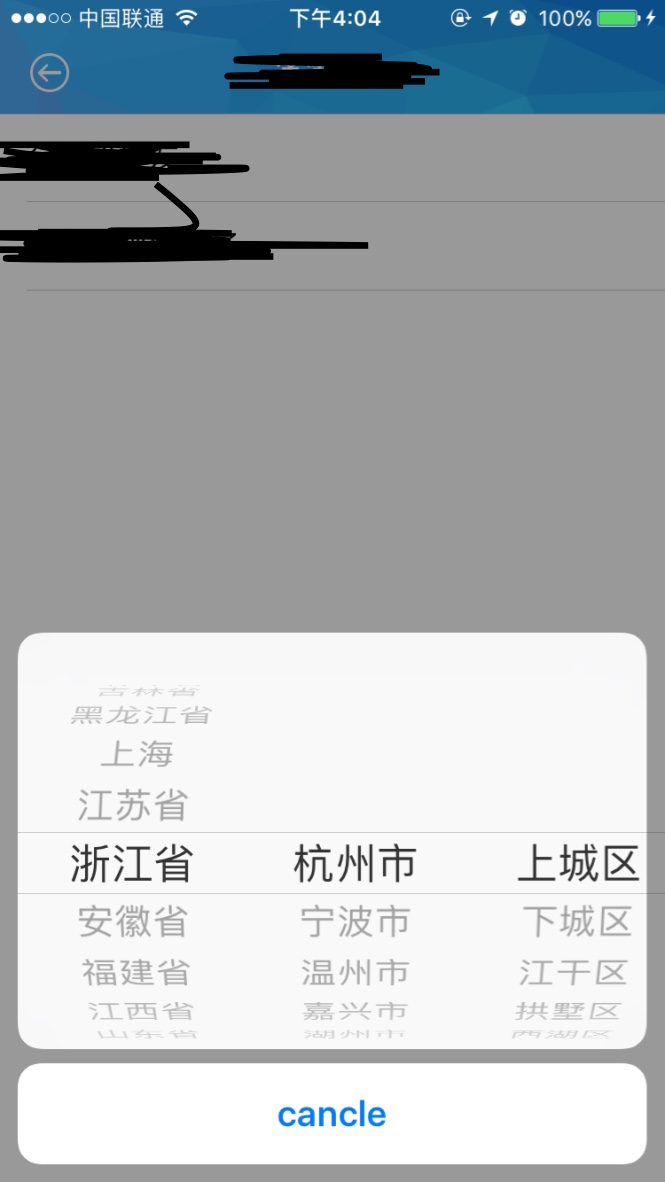 中国联通 下午4:04 100%
吉林省
黑龙江省
上海
江苏省
浙江省 杭州市 上城区
安徽省 宁波市 下城区
福建省 温州市 江干区
江西省 嘉兴市 拱墅区
山东省 湖州市 西湖区
cancle